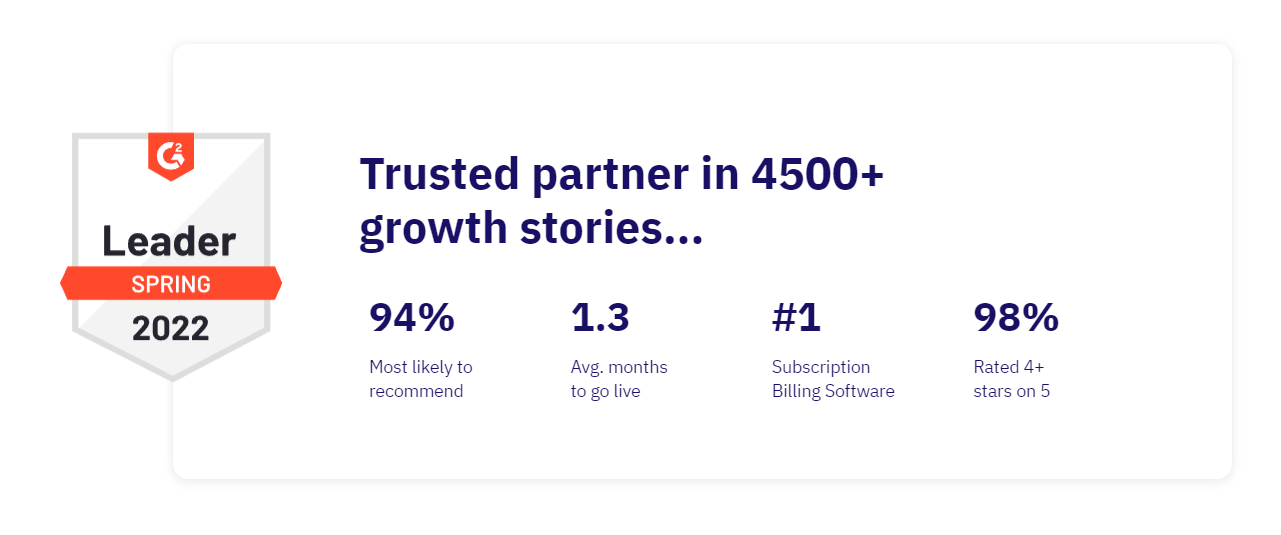 G2
Leader
SPRING
2022
Trusted partner in 4500+
growth stories...
94%
Most likely to
recommend
1.3
Avg. months
to go live
#1
Subscription
Billing Software
98%
Rated 4+
stars on 5